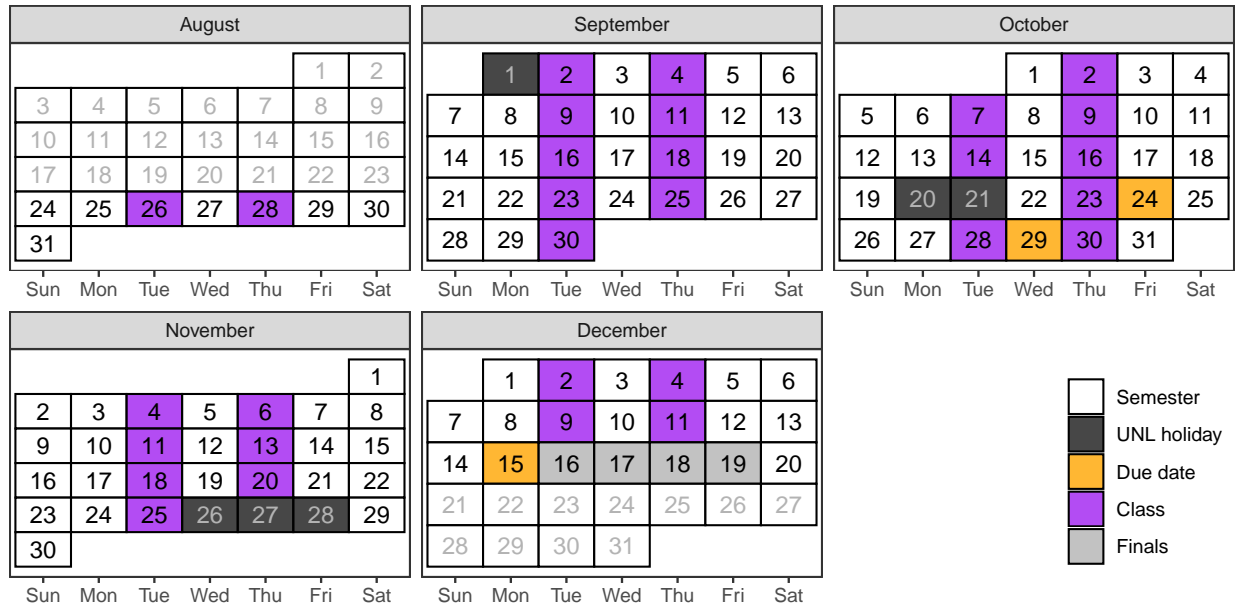 August
1 2
3 4 5 6 7 8 9
10 11 12 13 14 15 16
17 18 19 20 21 22 23
24 25 26 27 28 29 30
31
Sun Mon Tue Wed Thu Fri Sat
September
1 2 3 4 5 6
7 8 9 10 11 12 13
14 15 16 17 18 19 20
21 22 23 24 25 26 27
28 29 30
Sun Mon Tue Wed Thu Fri Sat
October
1 2 3 4
5 6 7 8 9 10 11
12 13 14 15 16 17 18
19 20 21 22 23 24 25
26 27 28 29 30 31
Sun Mon Tue Wed Thu Fri Sat
November
1
2 3 4 5 6 7 8
9 10 11 12 13 14 15
16 17 18 19 20 21 22
23 24 25 26 27 28 29
30
Sun Mon Tue Wed Thu Fri Sat
December
1 2 3 4 5 6
7 8 9 10 11 12 13
14 15 16 17 18 19 20
21 22 23 24 25 26 27
28 29 30 31
Sun Mon Tue Wed Thu Fri Sat
Semester
UNL holiday
Due date
Class
Finals